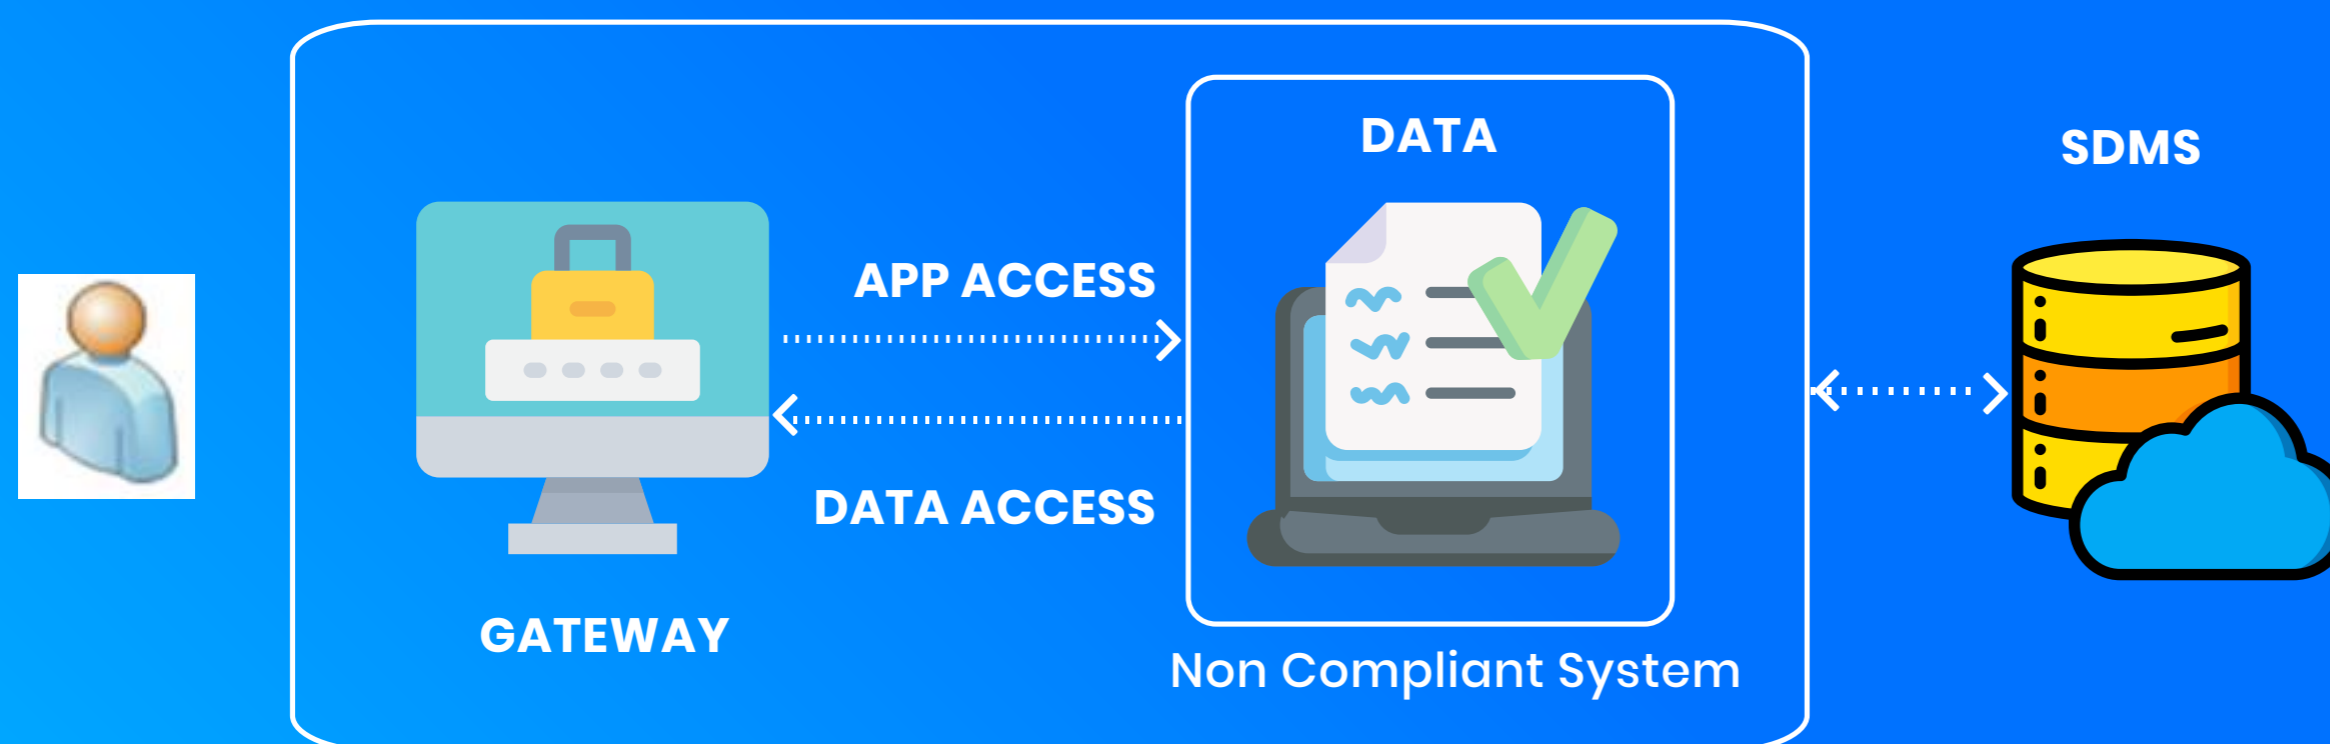 DATA
SDMS
APP ACCESS
DATA ACCESS
GATEWAY
Non Compliant System